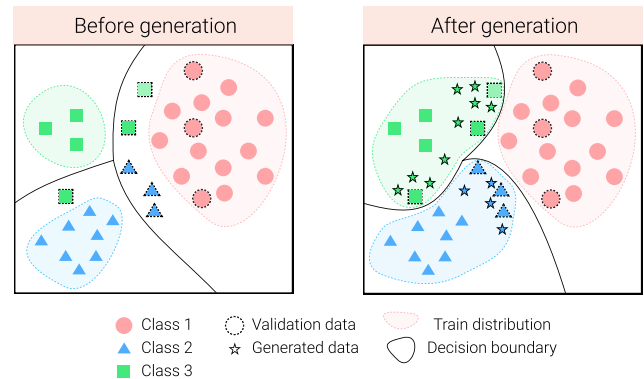 Before generation
After generation
Class 1
Validation data
Train distribution
Class 2
Generated data
Decision boundary
Class 3